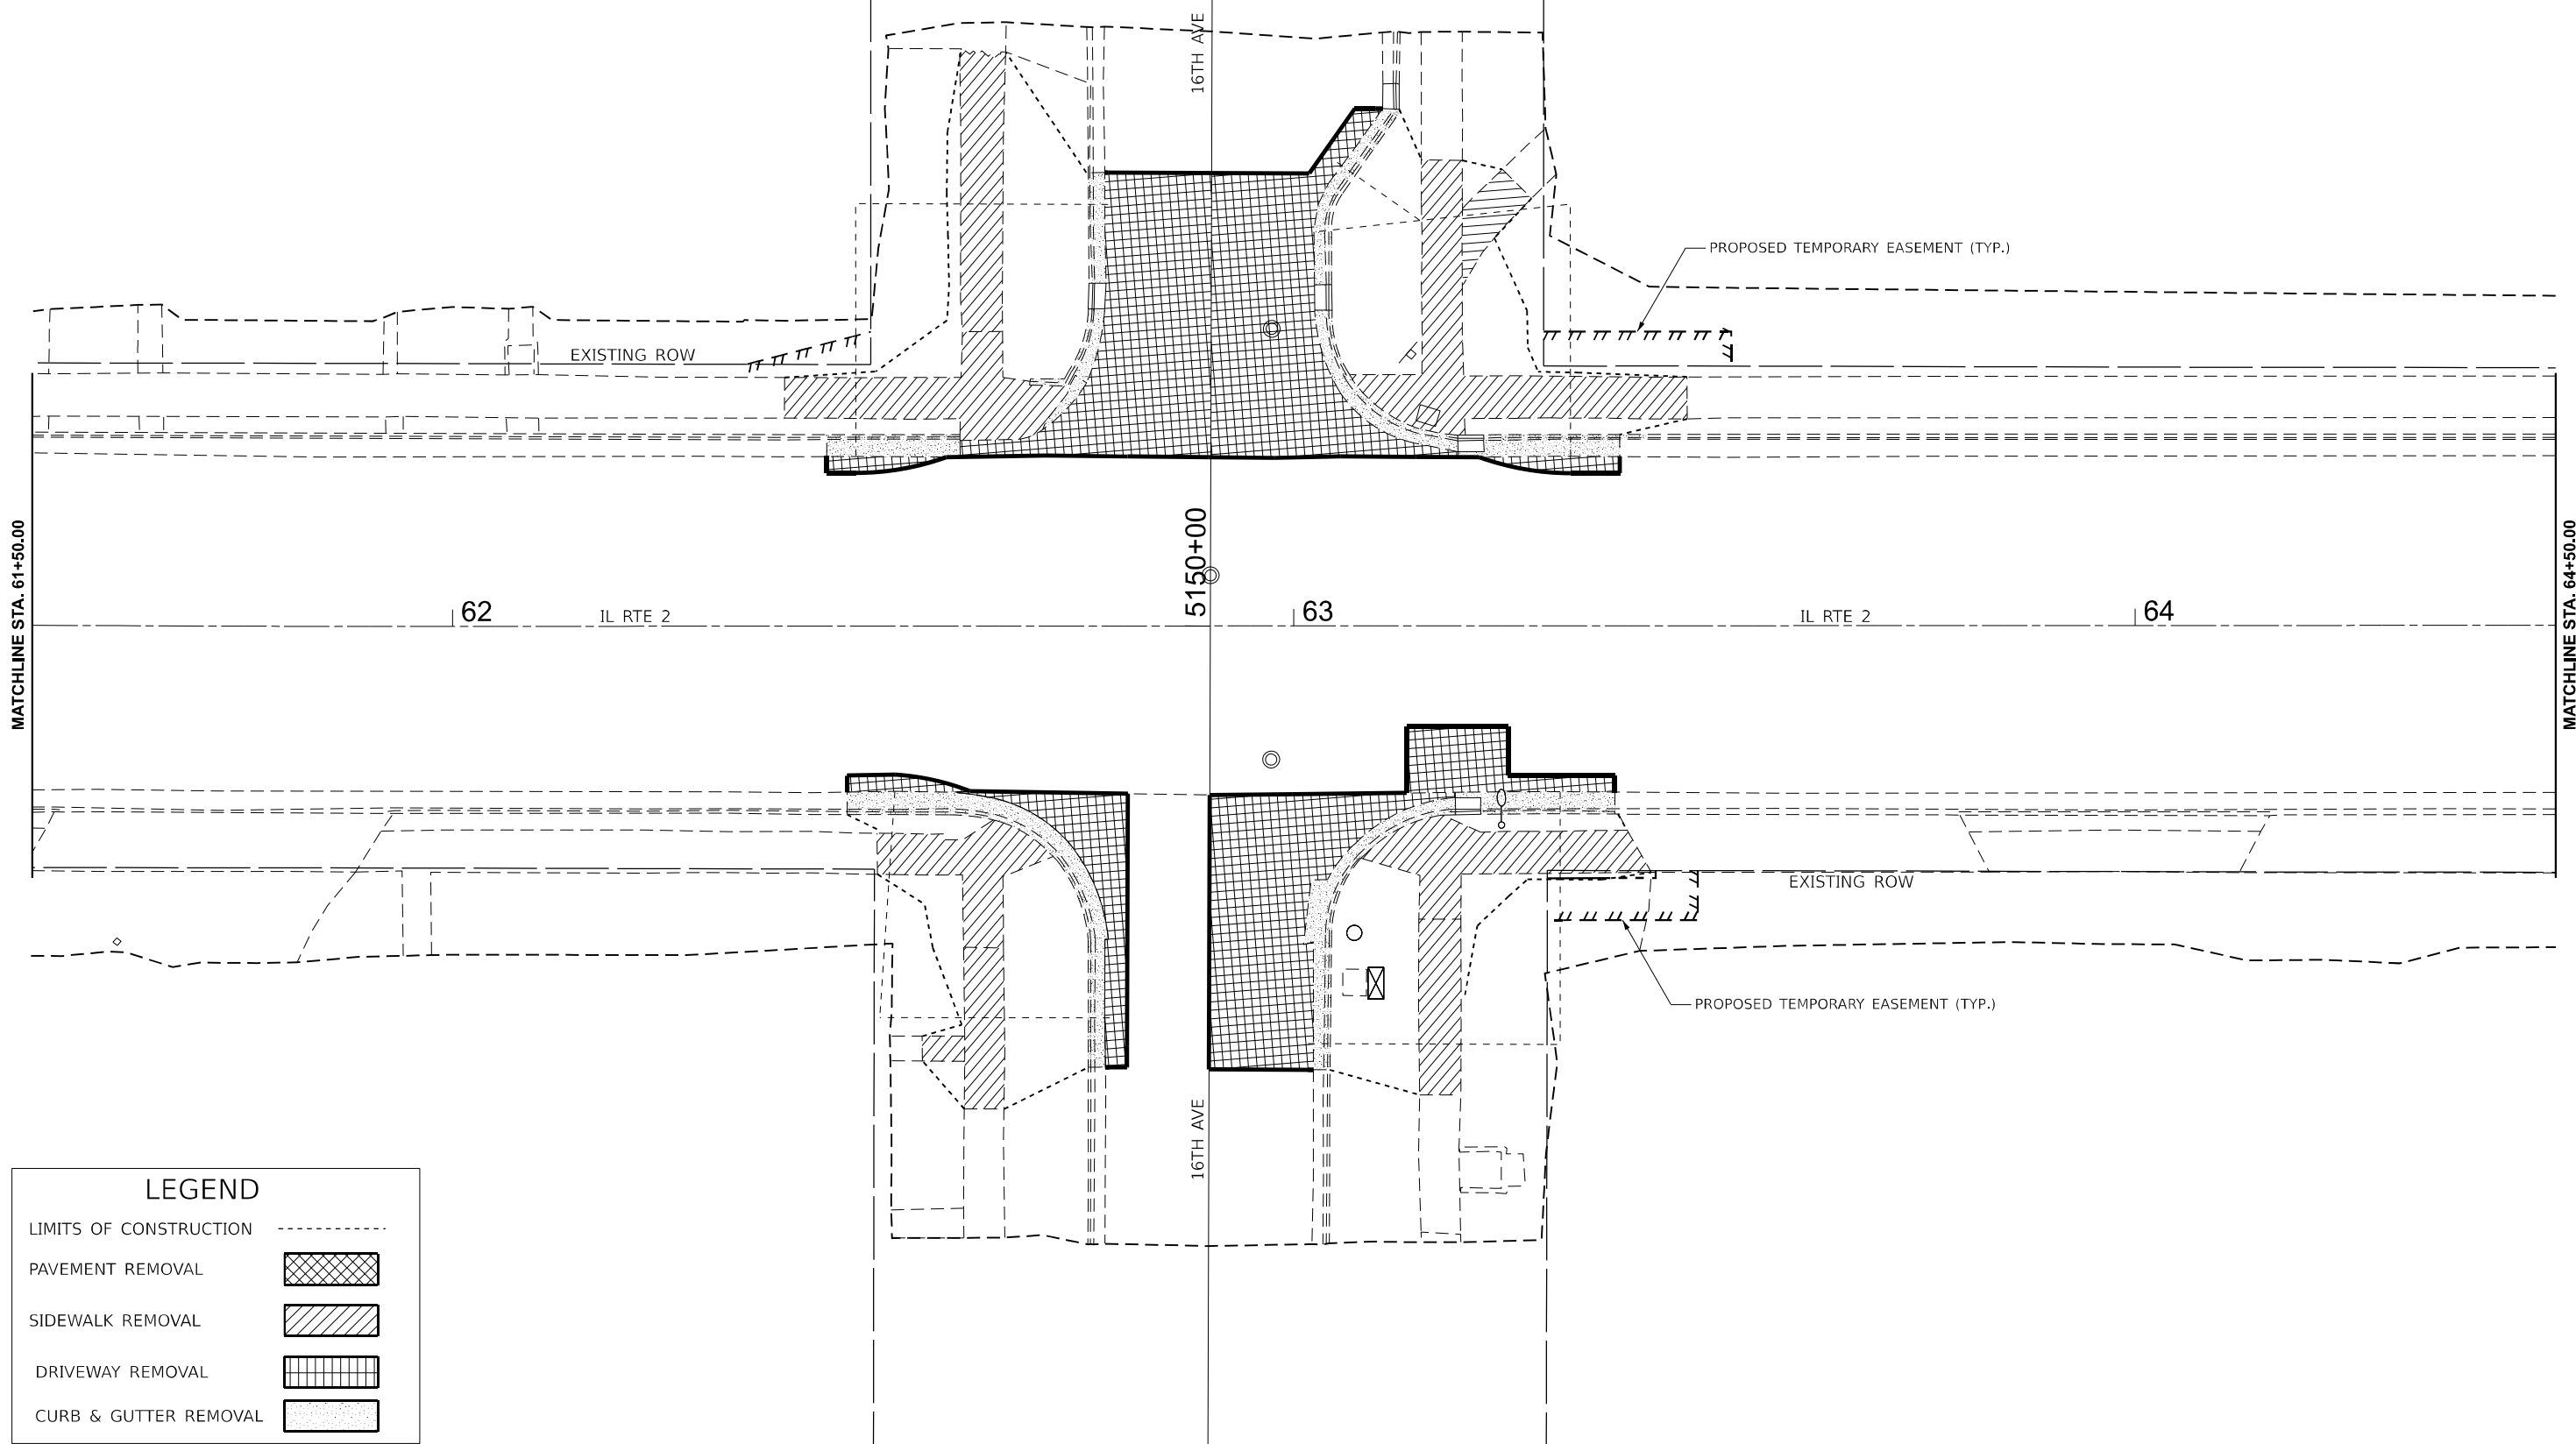 16TH AVE
PROPOSED TEMPORARY EASEMENT (TYP.)
EXISTING ROW
MATCHLINE STA. 61+50.00
5150+00
MATCHLINE STA. 64+50.00
62
IL RTE 2
63
IL RTE 2
64
EXISTING ROW
PROPOSED TEMPORARY EASEMENT (TYP.)
16TH AVE
LEGEND
LIMITS OF CONSTRUCTION
PAVEMENT REMOVAL
SIDEWALK REMOVAL
DRIVEWAY REMOVAL
CURB & GUTTER REMOVAL